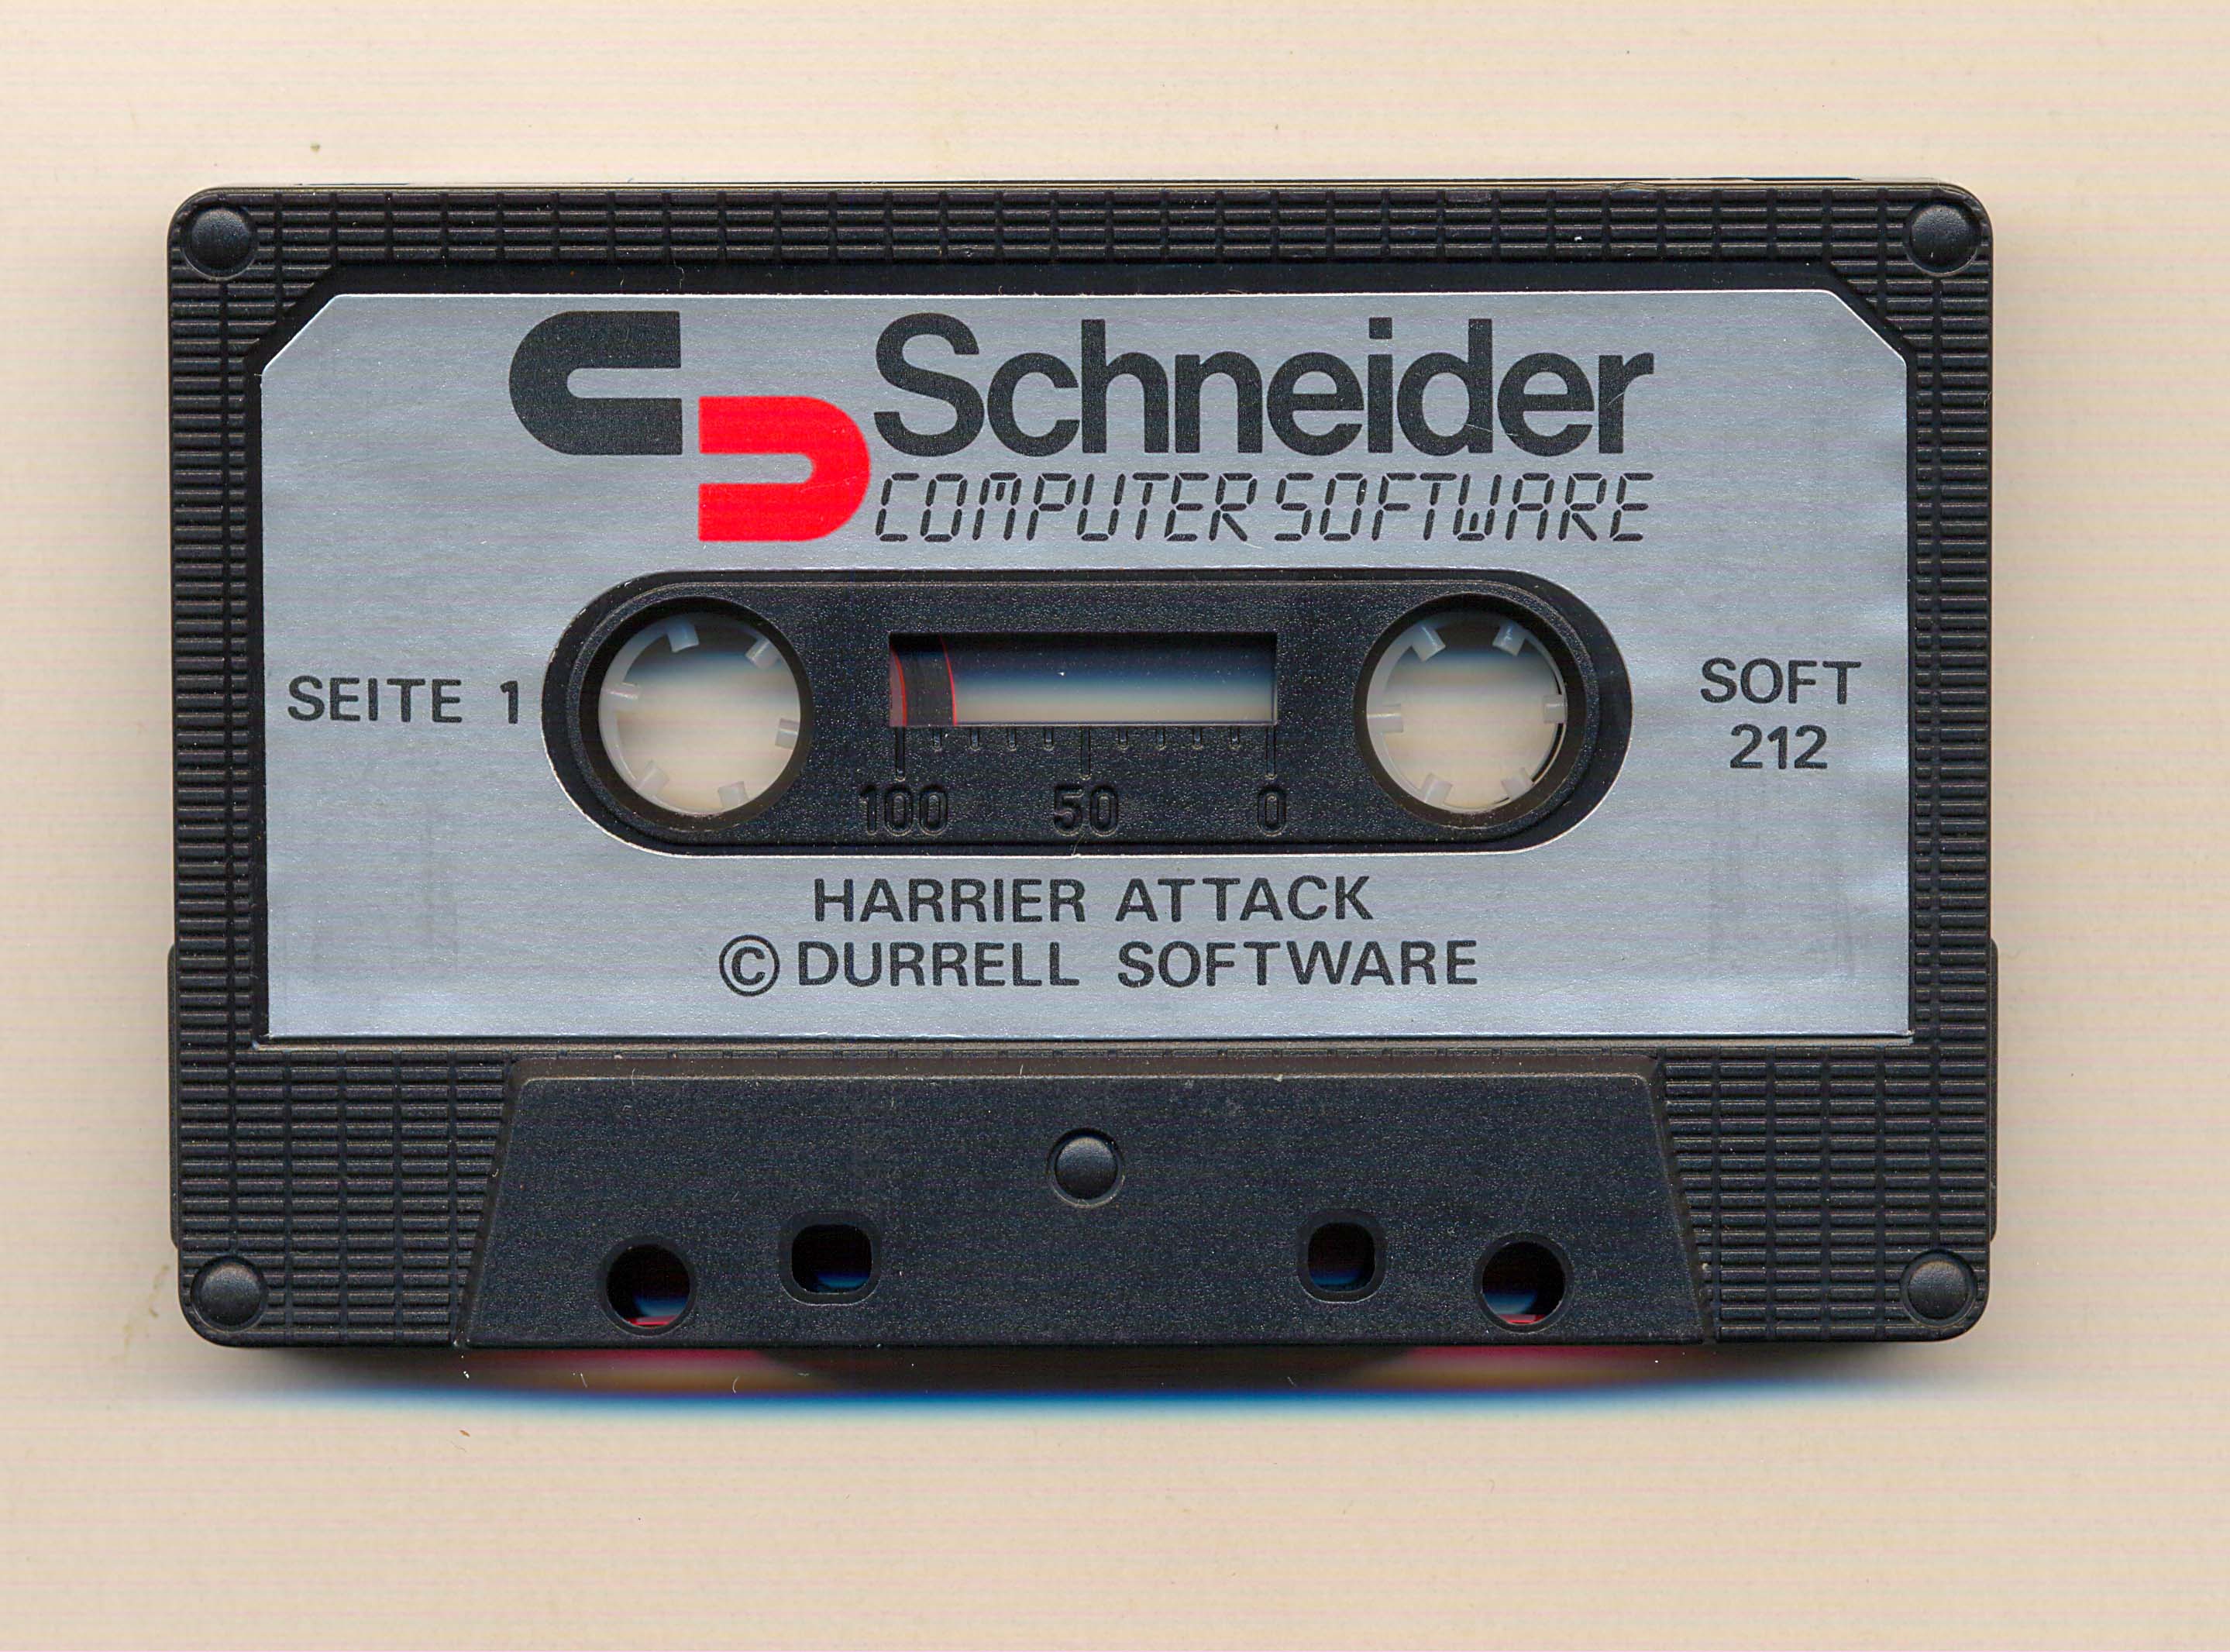 Schneider
COMPUTER SOFTWARE
SEITE 1
SOFT
212
100 50 0
HARRIER ATTACK
© DURRELL SOFTWARE